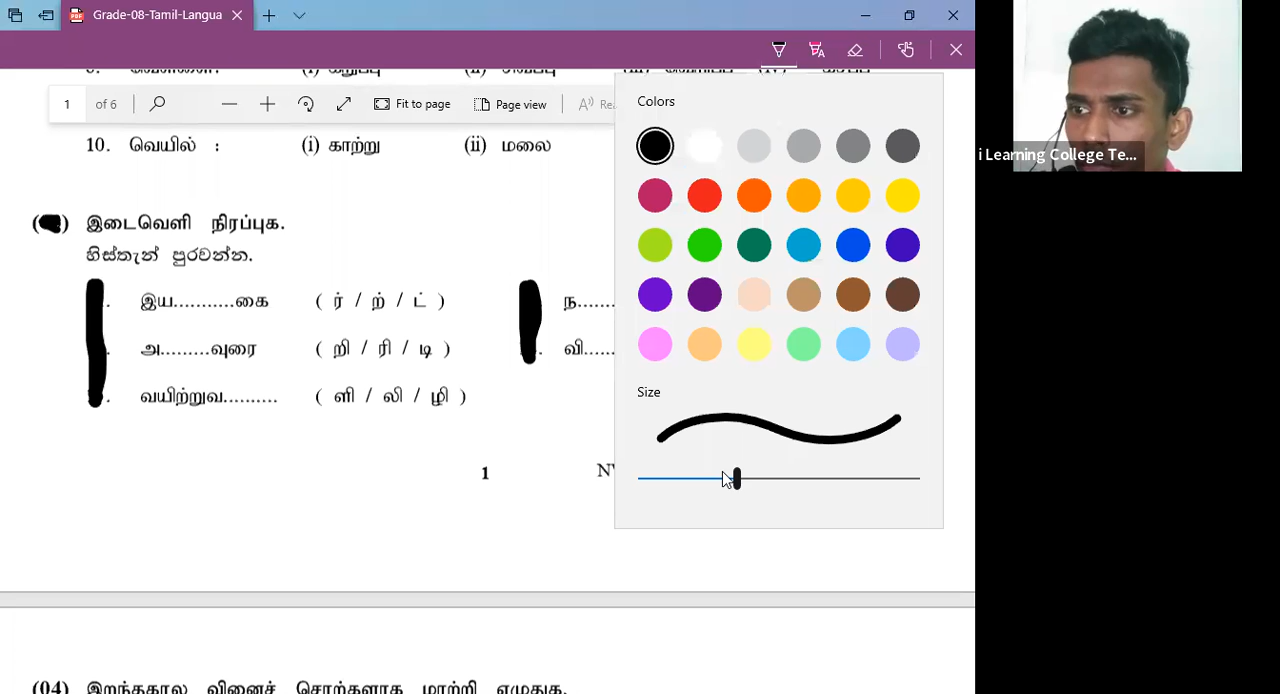 Grade-08-Tamil-Langua
1 of 6 Fit to page Page view
Colors
10. வெயில் : (i) காற்று (ii) மலை
i Learning College Te...
இடைவெளி நிரப்புக.
හිස්තැන් පුරවන්න.
இய...........கை ( ர் / ற் / ட் ) ந......
அ.........வுரை ( றி / ரி / டி ) வி.....
வயிற்றுவ.......... ( ளி / லி / ழி )
Size
1
(04) இறந்தகால வினைச் சொற்களாக மாற்றி எழுதுக.